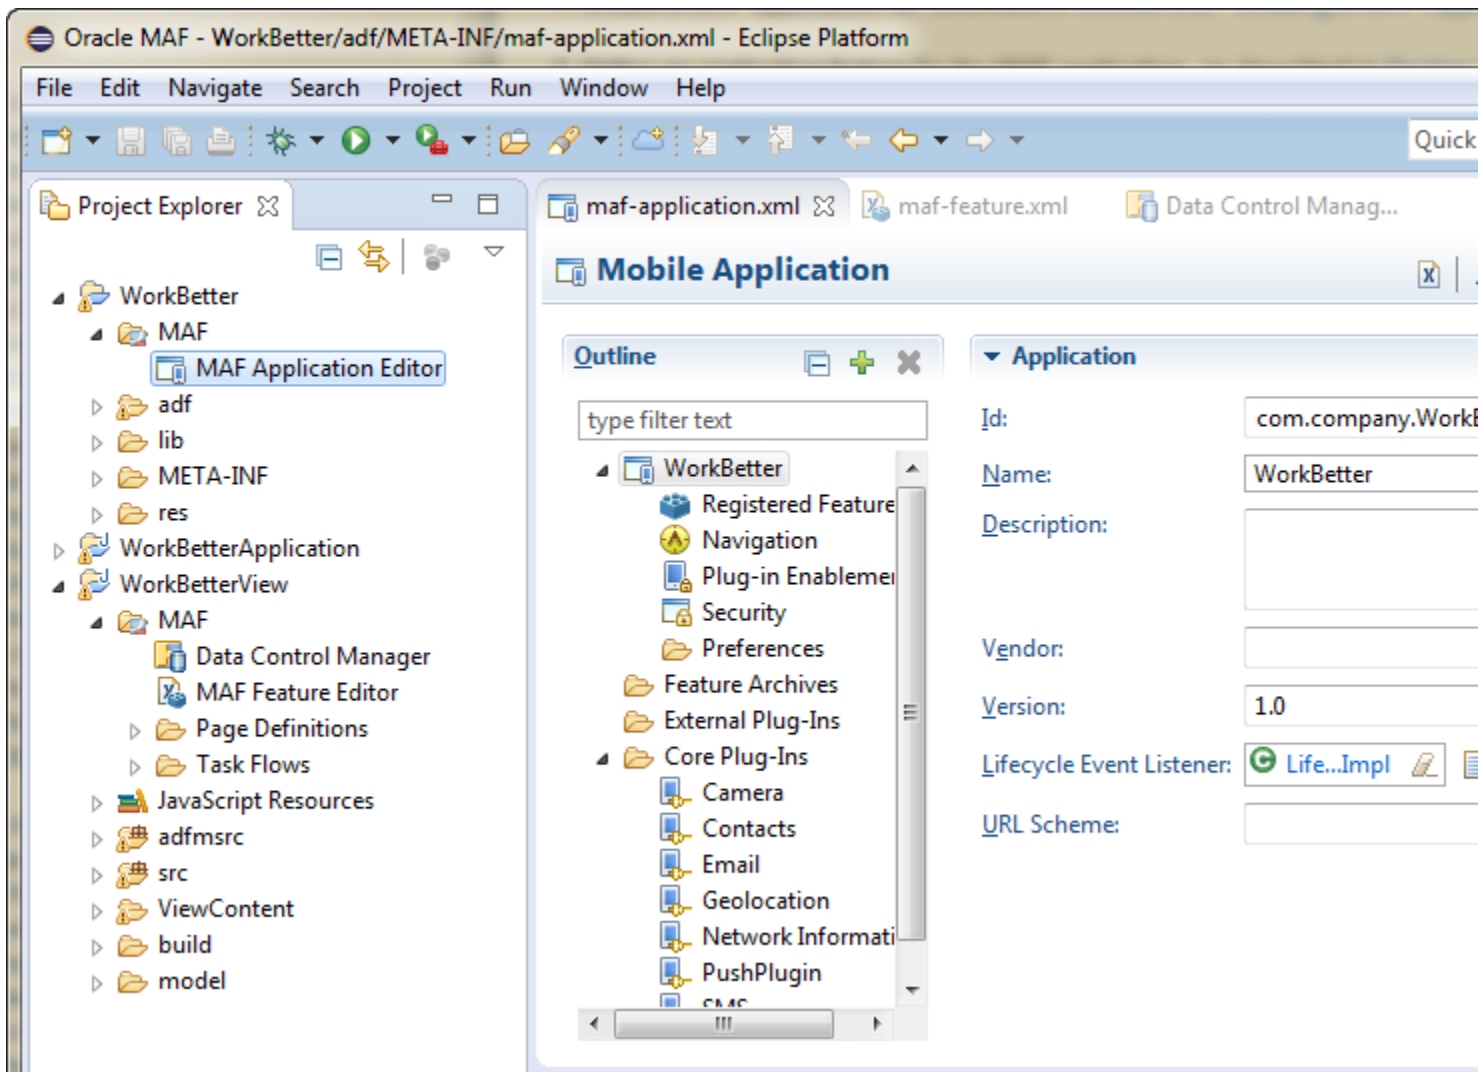 Oracle MAF - WorkBetter/adf/META-INF/maf-application.xml - Eclipse Platform
File Edit Navigate Search Project Run Window Help
Quick
Project Explorer
maf-application.xml
maf-feature.xml
Data Control Manag...
Mobile Application
WorkBetter
MAF
MAF Application Editor
adf
lib
META-INF
res
WorkBetterApplication
WorkBetterView
MAF
Data Control Manager
MAF Feature Editor
Page Definitions
Task Flows
JavaScript Resources
adfmsrc
src
ViewContent
build
model
Outline
type filter text
WorkBetter
Registered Feature
Navigation
Plug-in Enableme
Security
Preferences
Feature Archives
External Plug-Ins
Core Plug-Ins
Camera
Contacts
Email
Geolocation
Network Informati
PushPlugin
SMS
Application
Id: com.company.WorkB
Name: WorkBetter
Description:
Vendor:
Version: 1.0
Lifecycle Event Listener: Life...Impl
URL Scheme: